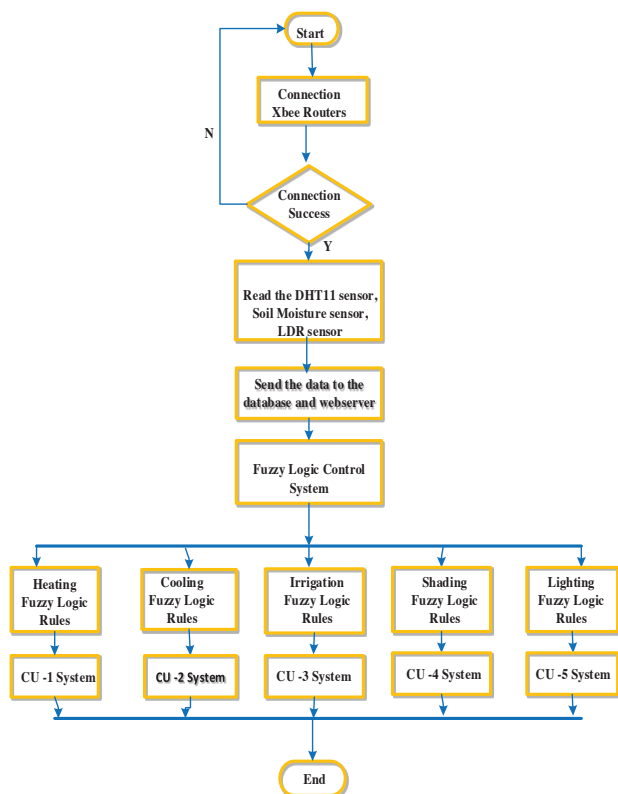 Start
Connection
Xbee Routers
N
Connection
Success
Y
Read the DHT11 sensor,
Soil Moisture sensor,
LDR sensor
Send the data to the
database and webserver
Fuzzy Logic Control
System
Heating
Fuzzy Logic
Rules
Cooling
Fuzzy Logic
Rules
Irrigation
Fuzzy Logic
Rules
Shading
Fuzzy Logic
Rules
Lighting
Fuzzy Logic
Rules
CU -1 System
CU -2 System
CU -3 System
CU -4 System
CU -5 System
End